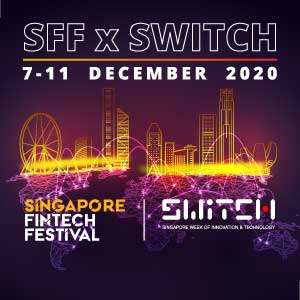 SFF x SWITCH
7-11 DECEMBER 2020
SiNGAPORE
FiNTECH
FESTiVAL
SWITCH
SINGAPORE WEEK OF INNOVATION & TECHNOLOGY